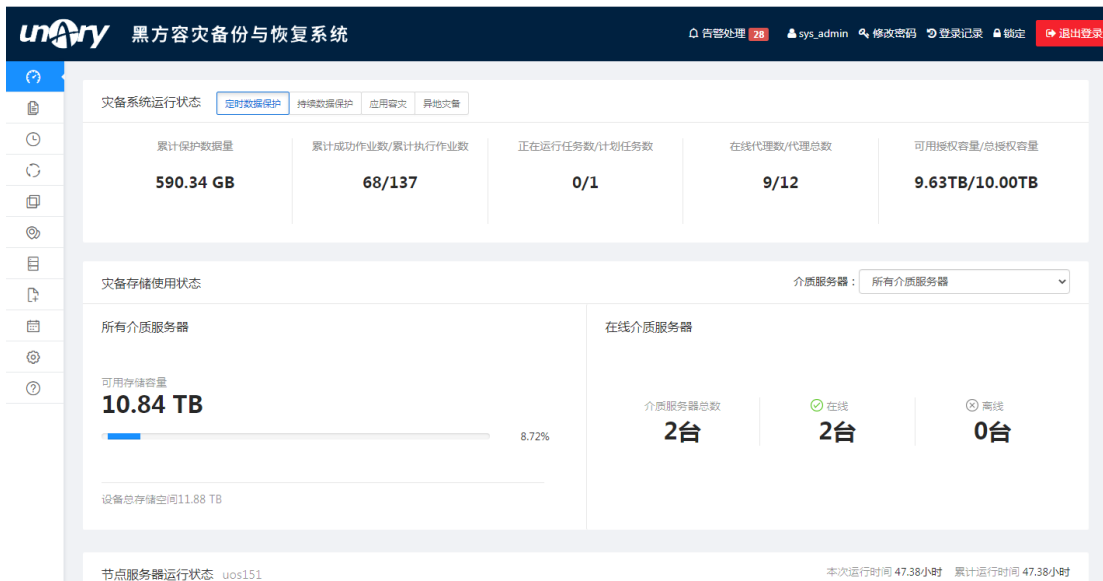 unary 黑方容灾备份与恢复系统 告警处理 28 sys_admin 修改密码 登录记录 锁定 退出登录
灾备系统运行状态 定时数据保护 持续数据保护 应用容灾 异地灾备
累计保护数据量 累计成功作业数/累计执行作业数 正在运行任务数/计划任务数 在线代理数/代理总数 可用授权容量/总授权容量
590.34 GB 68/137 0/1 9/12 9.63TB/10.00TB
灾备存储使用状态 介质服务器： 所有介质服务器
所有介质服务器 在线介质服务器
可用存储容量
10.84 TB
8.72%
介质服务器总数 在线 离线
2台 2台 0台
设备总存储空间11.88 TB
节点服务器运行状态 uos151 本次运行时间 47.38小时 累计运行时间 47.38小时